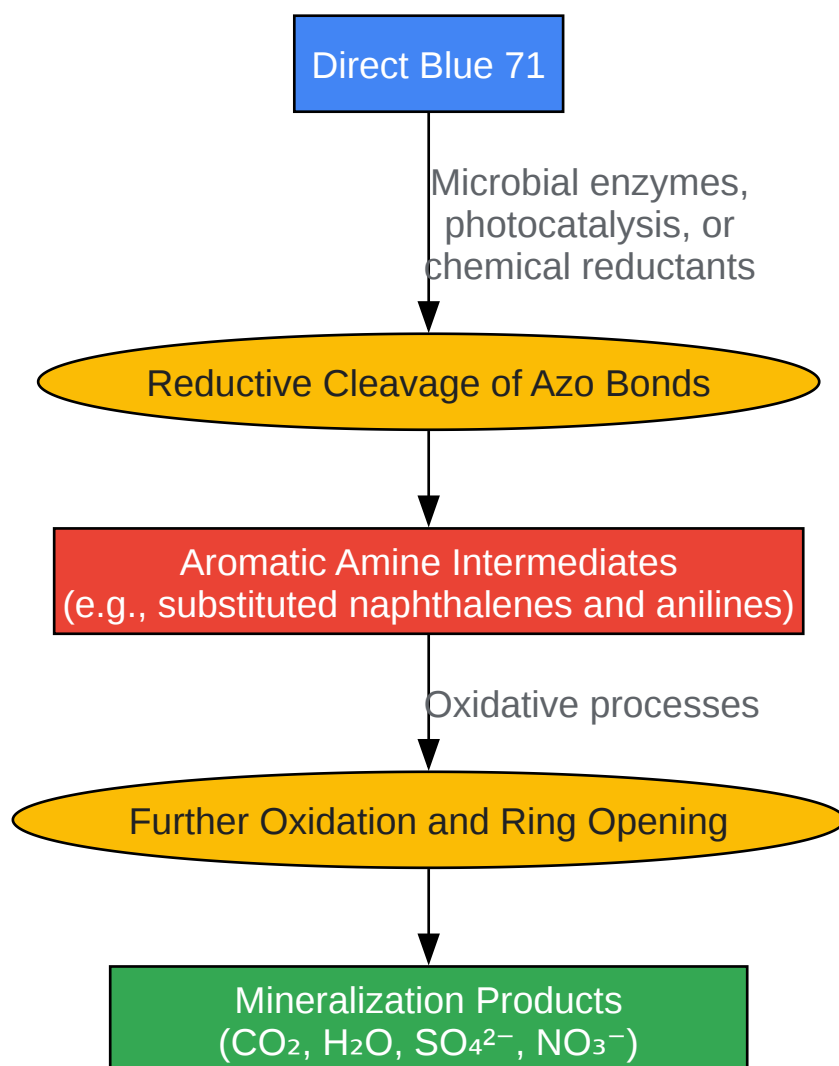 Direct Blue 71
Microbial enzymes,
photocatalysis, or
chemical reductants
Reductive Cleavage of Azo Bonds
Aromatic Amine Intermediates
(e.g., substituted naphthalenes and anilines)
Oxidative processes
Further Oxidation and Ring Opening
Mineralization Products
(CO₂, H₂O, SO₄²⁻, NO₃⁻)